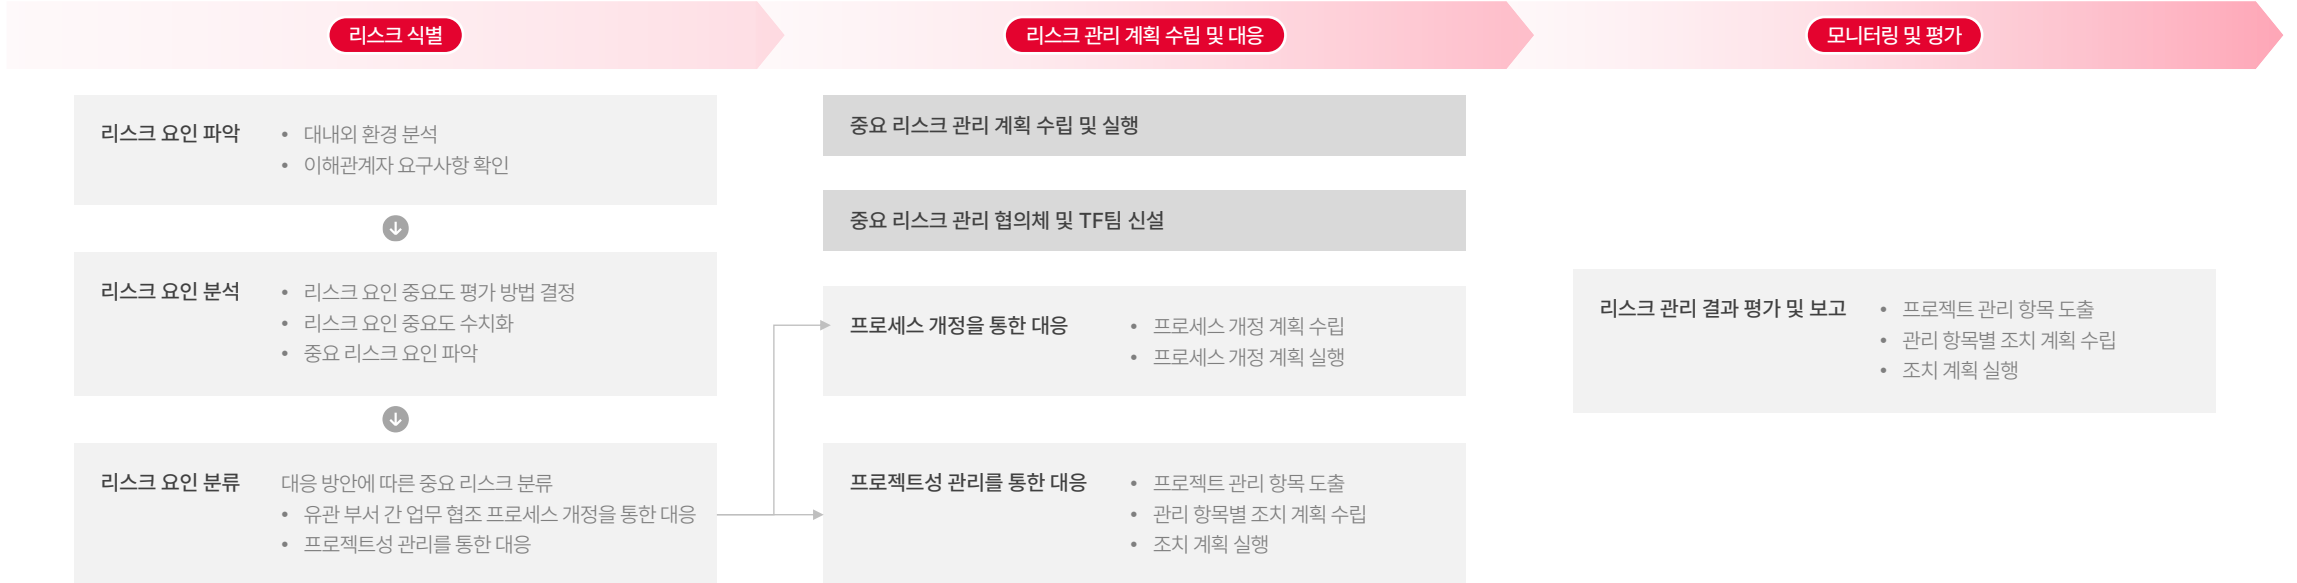 리스크 식별
리스크 관리 계획 수립 및 대응
모니터링 및 평가
리스크 요인 파악
• 대내외 환경 분석
• 이해관계자 요구사항 확인
리스크 요인 분석
• 리스크 요인 중요도 평가 방법 결정
• 리스크 요인 중요도 수치화
• 중요 리스크 요인 파악
리스크 요인 분류
대응 방안에 따른 중요 리스크 분류
• 유관 부서 간 업무 협조 프로세스 개정을 통한 대응
• 프로젝트성 관리를 통한 대응
중요 리스크 관리 계획 수립 및 실행
중요 리스크 관리 협의체 및 TF팀 신설
프로세스 개정을 통한 대응
• 프로세스 개정 계획 수립
• 프로세스 개정 계획 실행
프로젝트성 관리를 통한 대응
• 프로젝트 관리 항목 도출
• 관리 항목별 조치 계획 수립
• 조치 계획 실행
리스크 관리 결과 평가 및 보고
• 프로젝트 관리 항목 도출
• 관리 항목별 조치 계획 수립
• 조치 계획 실행